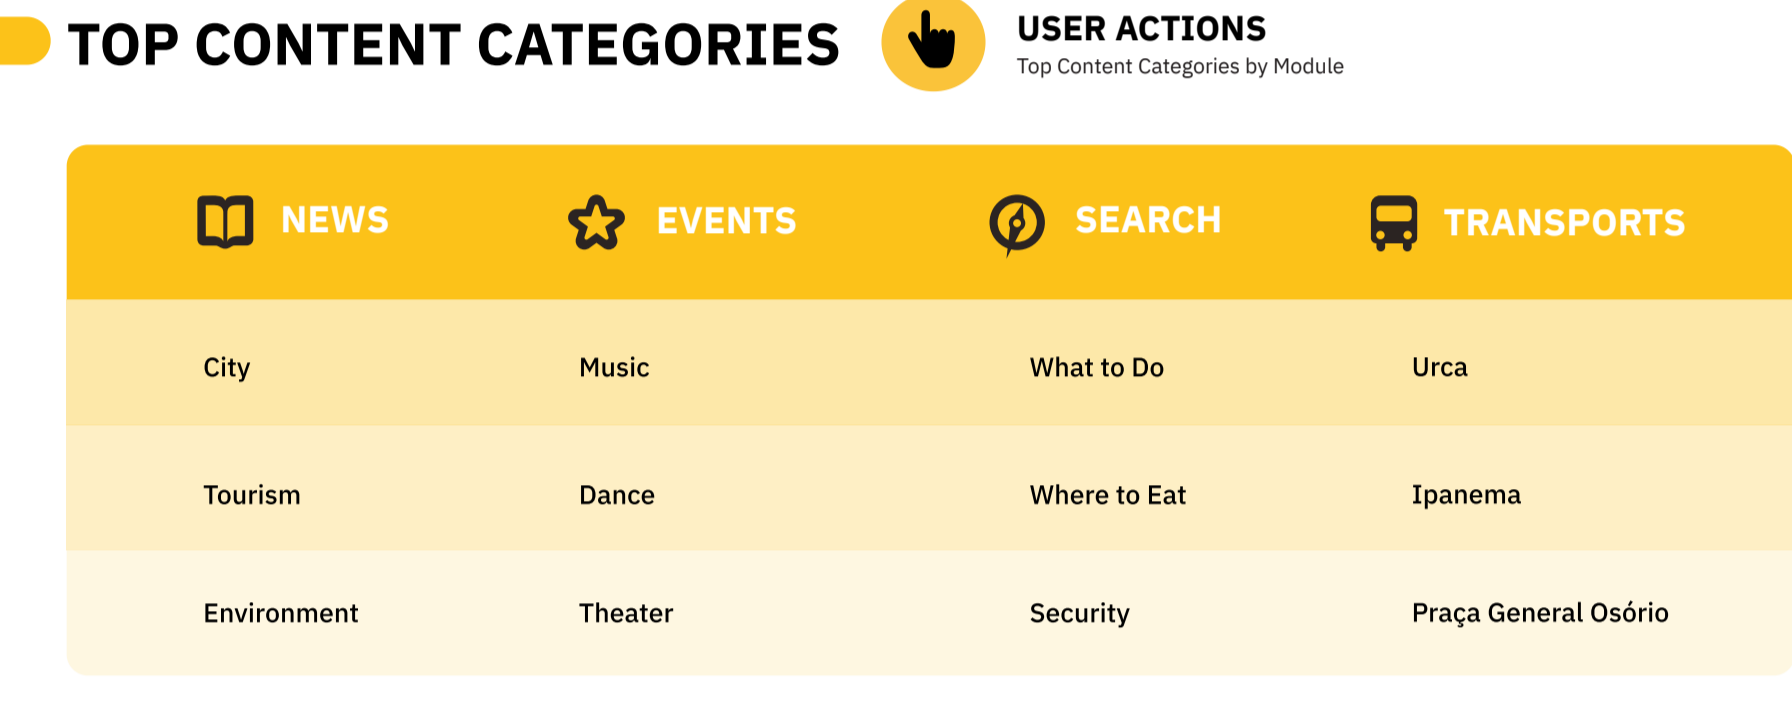 TOP CONTENT CATEGORIES
USER ACTIONS
Top Content Categories by Module
NEWS EVENTS SEARCH TRANSPORTS
City Music What to Do Urca
Tourism Dance Where to Eat Ipanema
Environment Theater Security Praça General Osório